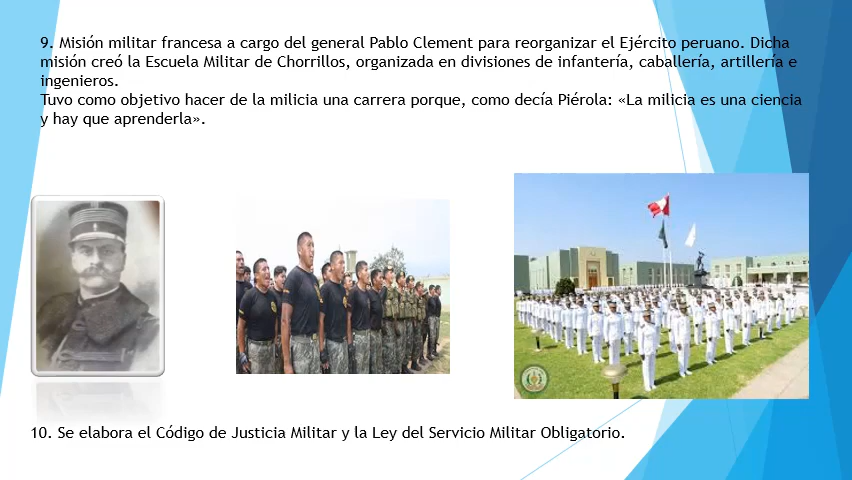 9. Misión militar francesa a cargo del general Pablo Clement para reorganizar el Ejército peruano. Dicha
misión creó la Escuela Militar de Chorrillos, organizada en divisiones de infantería, caballería, artillería e
ingenieros.
Tuvo como objetivo hacer de la milicia una carrera porque, como decía Piérola: «La milicia es una ciencia
y hay que aprenderla».
10. Se elabora el Código de Justicia Militar y la Ley del Servicio Militar Obligatorio.